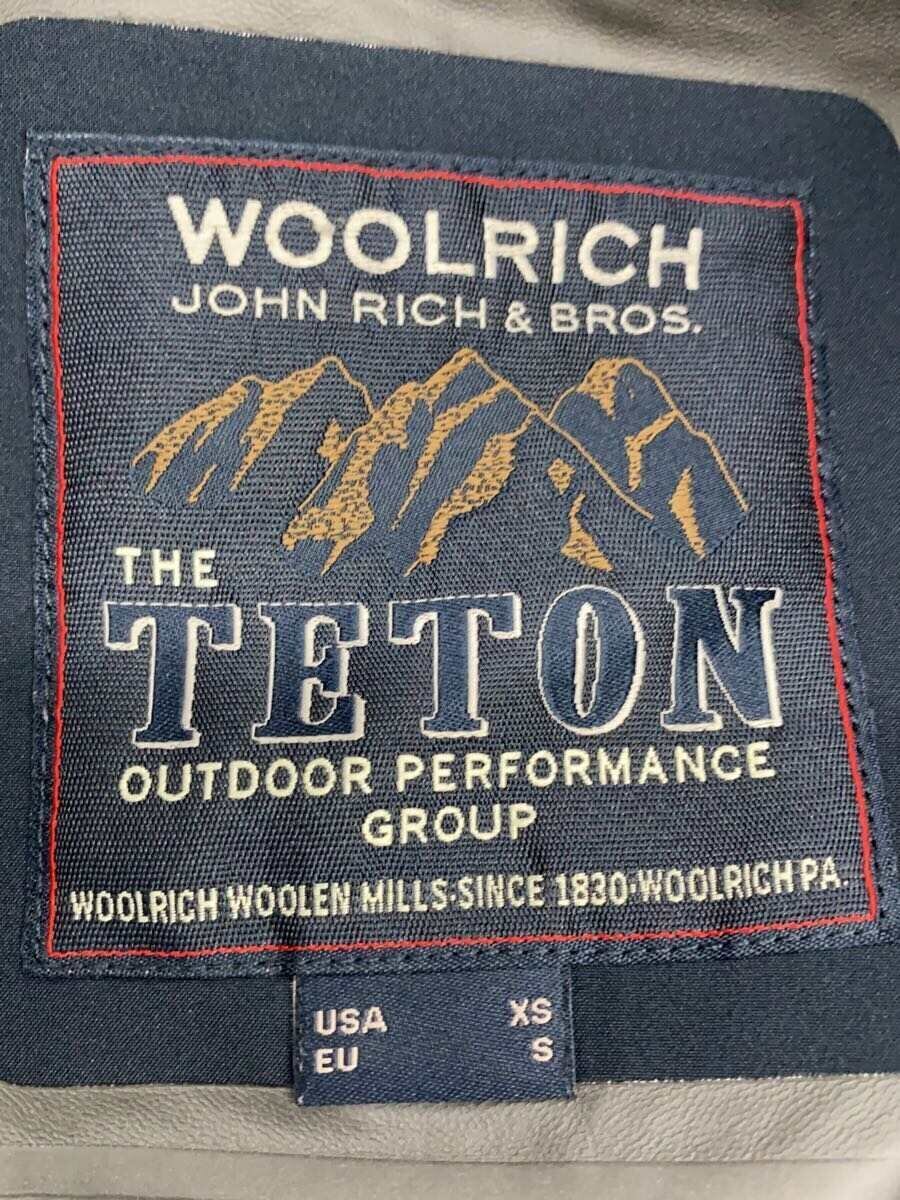 WOOLRICH
JOHN RICH & BROS.
THE
TETON
OUTDOOR PERFORMANCE
GROUP
WOOLRICH WOOLEN MILLS·SINCE 1830·WOOLRICH PA.
USA XS
EU S